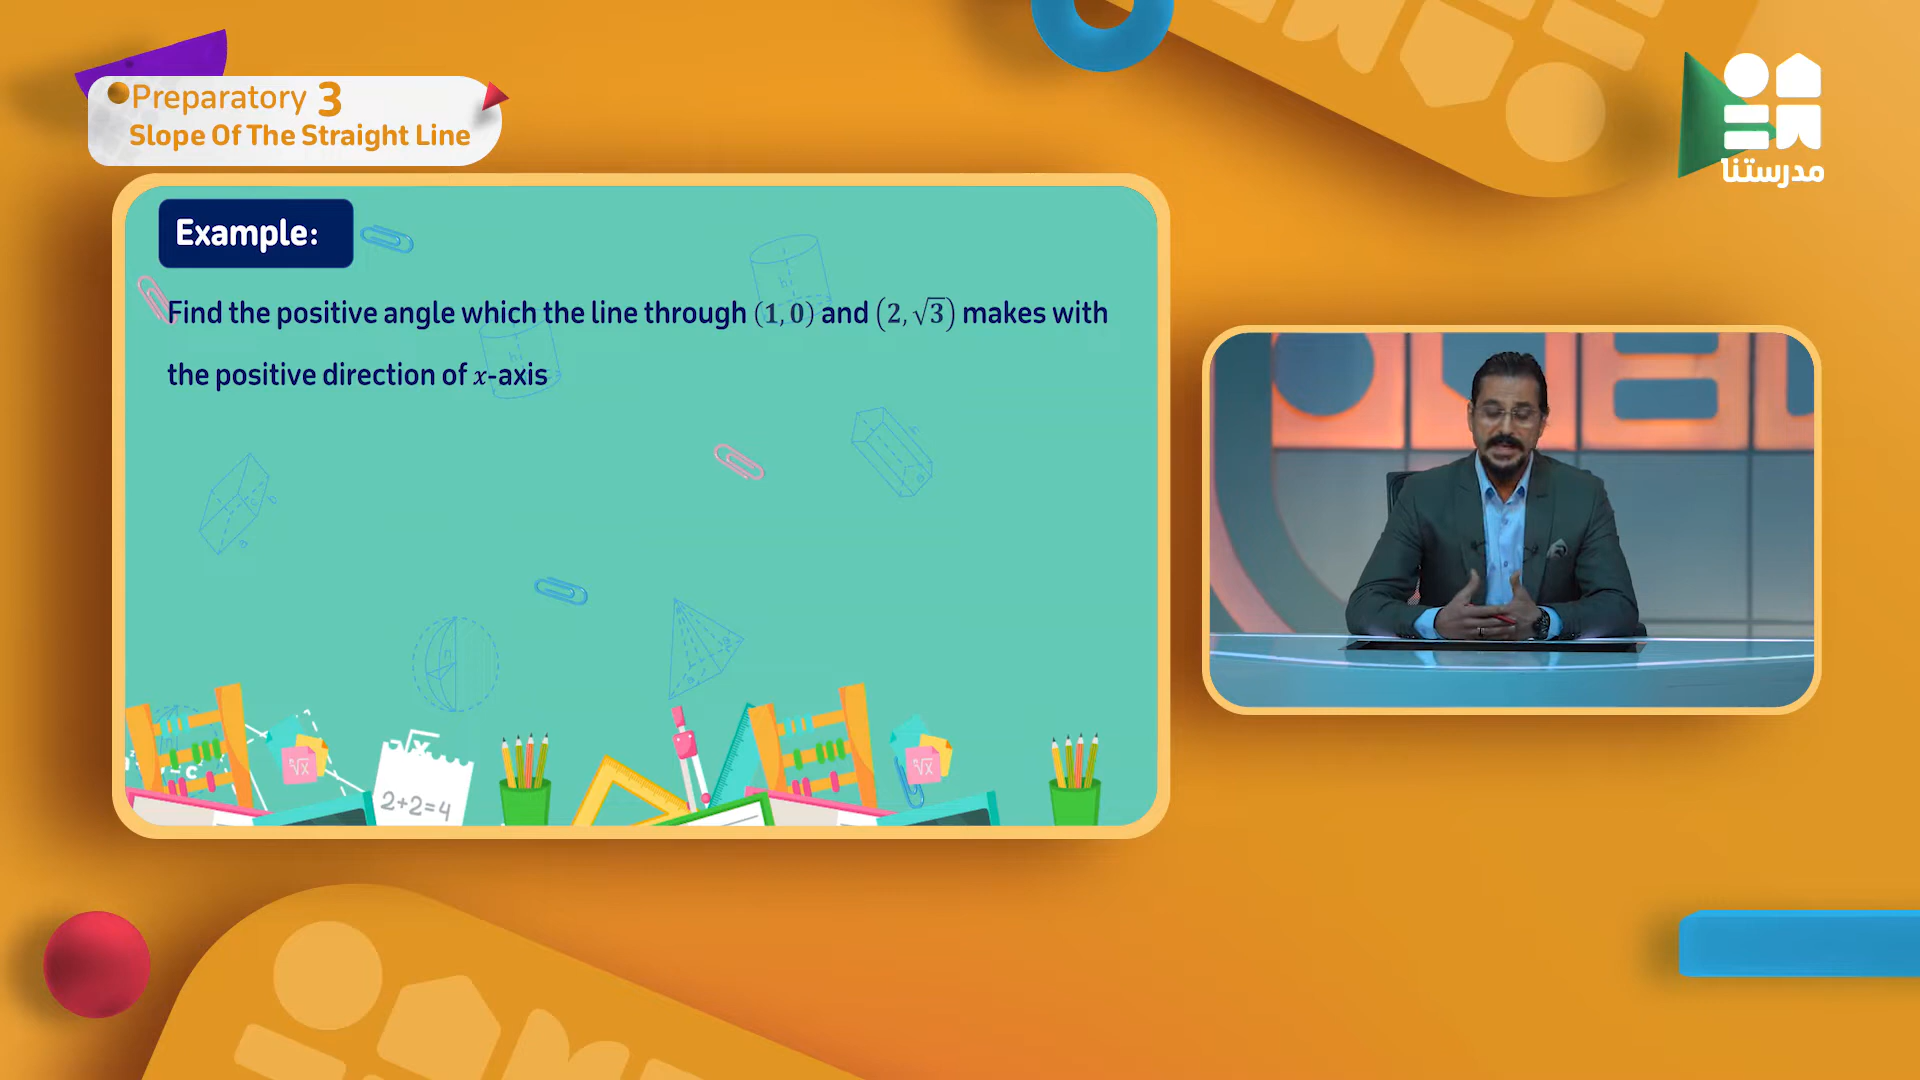 Preparatory 3
Slope Of The Straight Line
مدرستنا
Example:
Find the positive angle which the line through (1, 0) and (2, √3) makes with
the positive direction of x-axis
√x
2+2=4